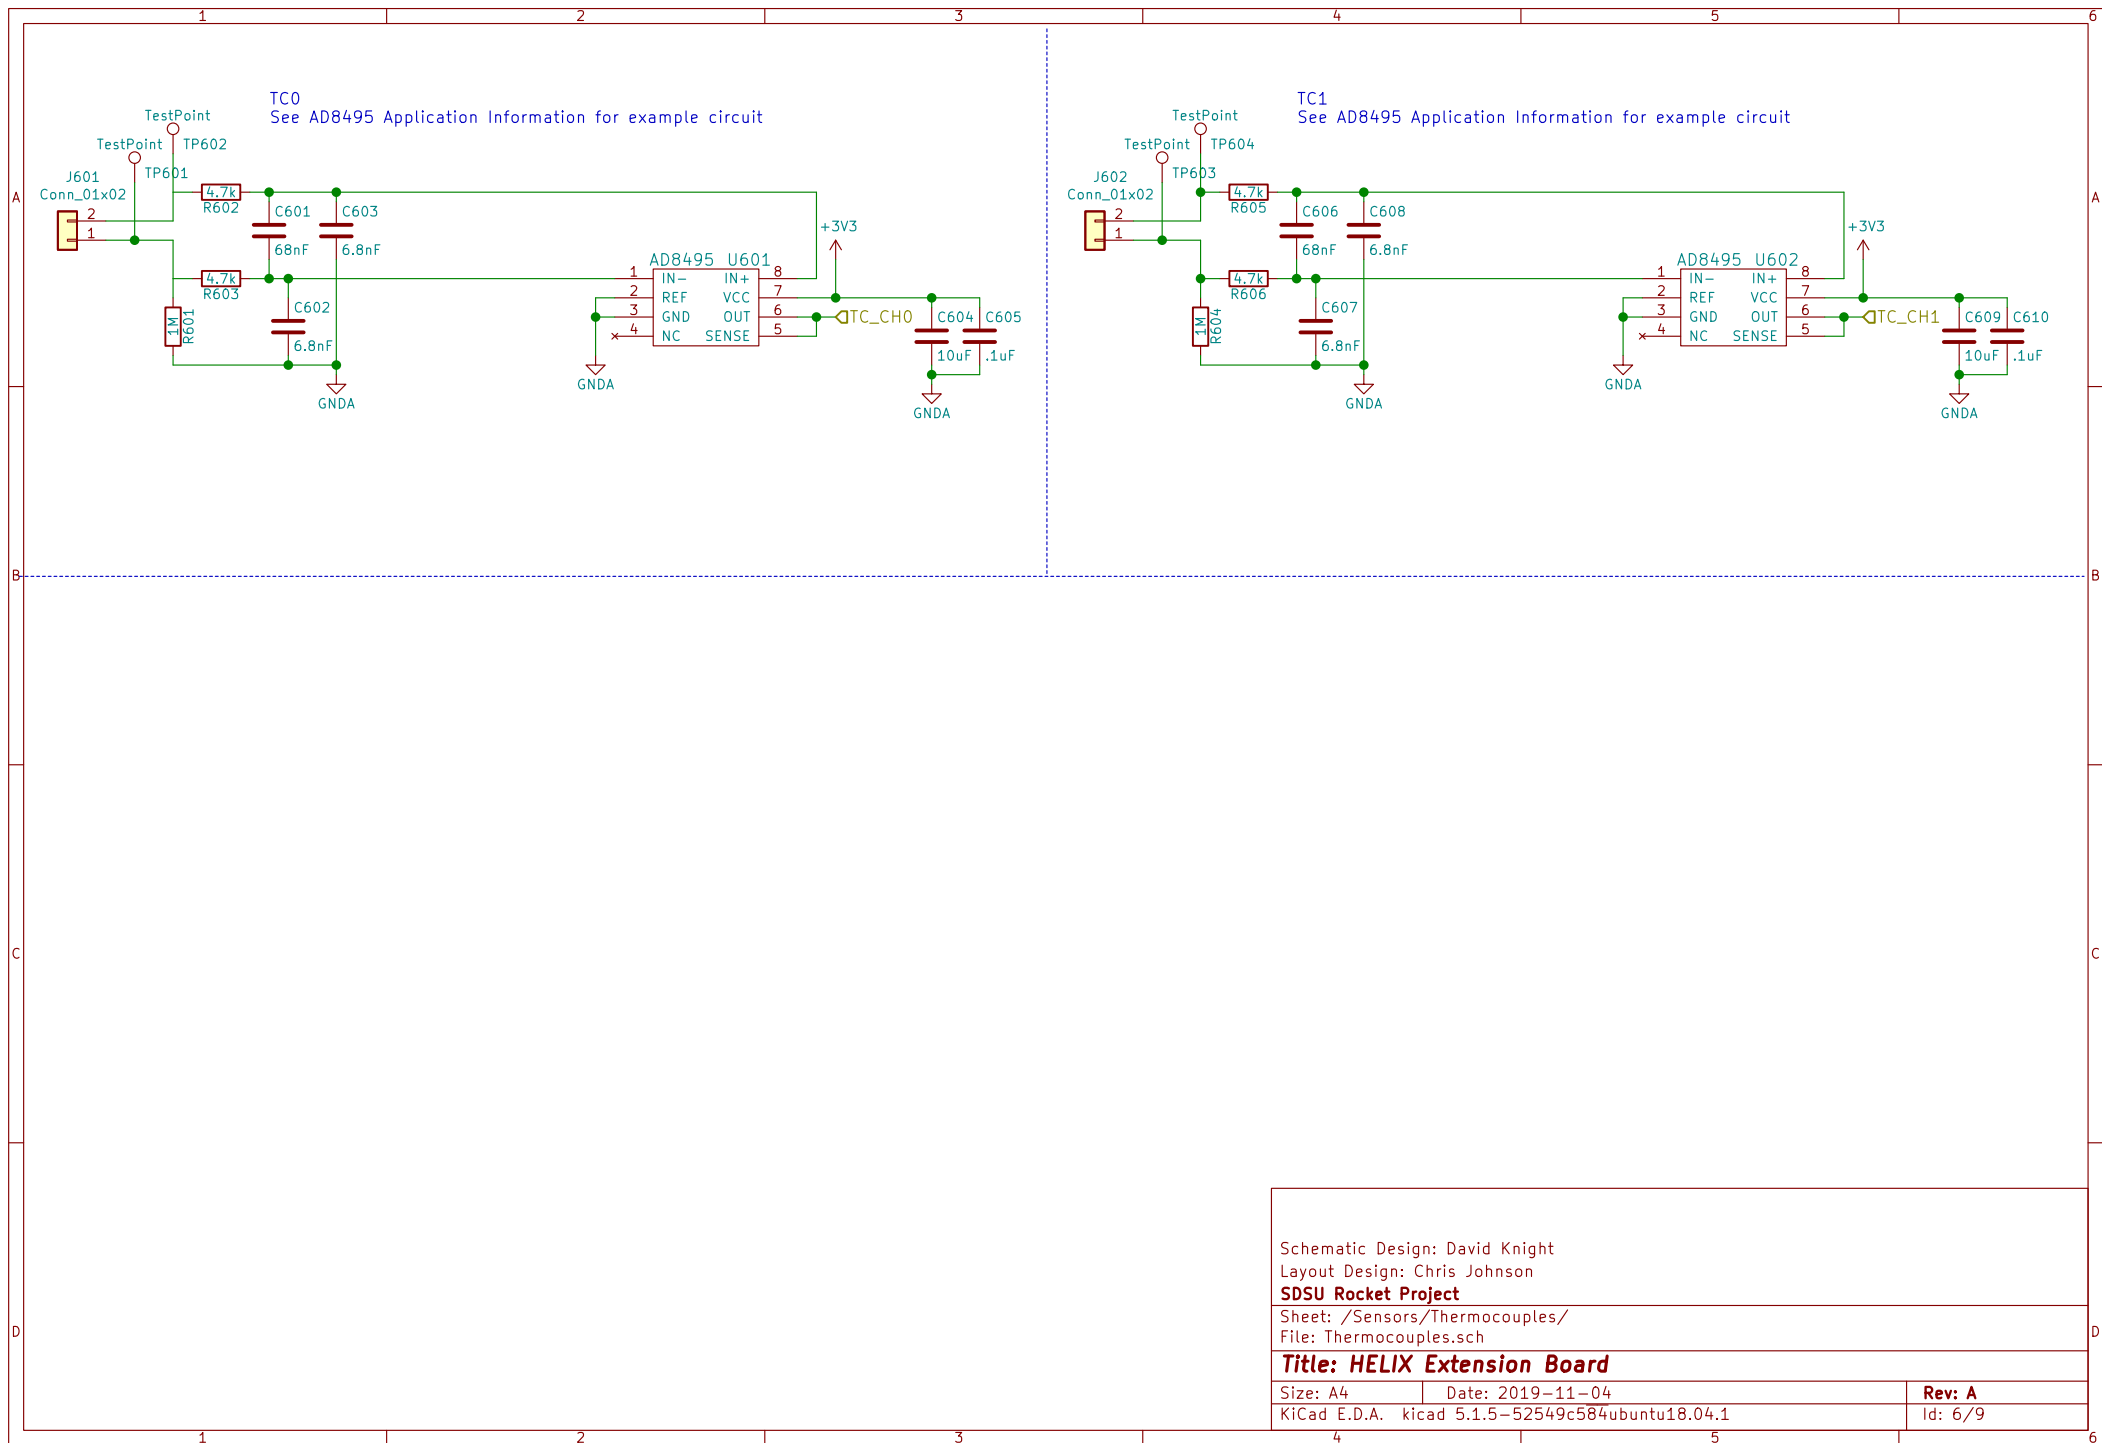 1 2 3 4 5 6
TC0
See AD8495 Application Information for example circuit
TestPoint
TP602
TestPoint
TP601
J601
Conn_01x02
2
1
4.7k
R602
C601
68nF
C603
6.8nF
4.7k
R603
1M
R601
C602
6.8nF
GNDA
AD8495 U601
1 IN- IN+ 8
2 REF VCC 7
3 GND OUT 6
4 NC SENSE 5
GNDA
+3V3
TC_CH0
C604
10uF
C605
.1uF
GNDA
TC1
See AD8495 Application Information for example circuit
TestPoint
TP604
TestPoint
TP603
J602
Conn_01x02
2
1
4.7k
R605
C606
68nF
C608
6.8nF
4.7k
R606
1M
R604
C607
6.8nF
GNDA
AD8495 U602
1 IN- IN+ 8
2 REF VCC 7
3 GND OUT 6
4 NC SENSE 5
GNDA
+3V3
TC_CH1
C609
10uF
C610
.1uF
GNDA
A A
B B
C C
D D
Schematic Design: David Knight
Layout Design: Chris Johnson
SDSU Rocket Project
Sheet: /Sensors/Thermocouples/
File: Thermocouples.sch
Title: HELIX Extension Board
Size: A4 Date: 2019-11-04 Rev: A
KiCad E.D.A. kicad 5.1.5-52549c584ubuntu18.04.1 Id: 6/9
1 2 3 4 5 6